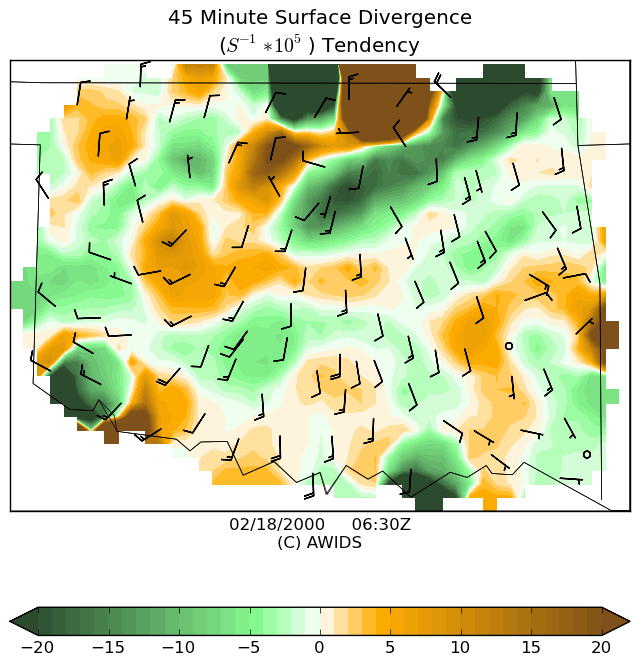 45 Minute Surface Divergence
(S⁻¹ * 10⁵ ) Tendency
02/18/2000 06:30Z
(C) AWIDS
−20 −15 −10 −5 0 5 10 15 20